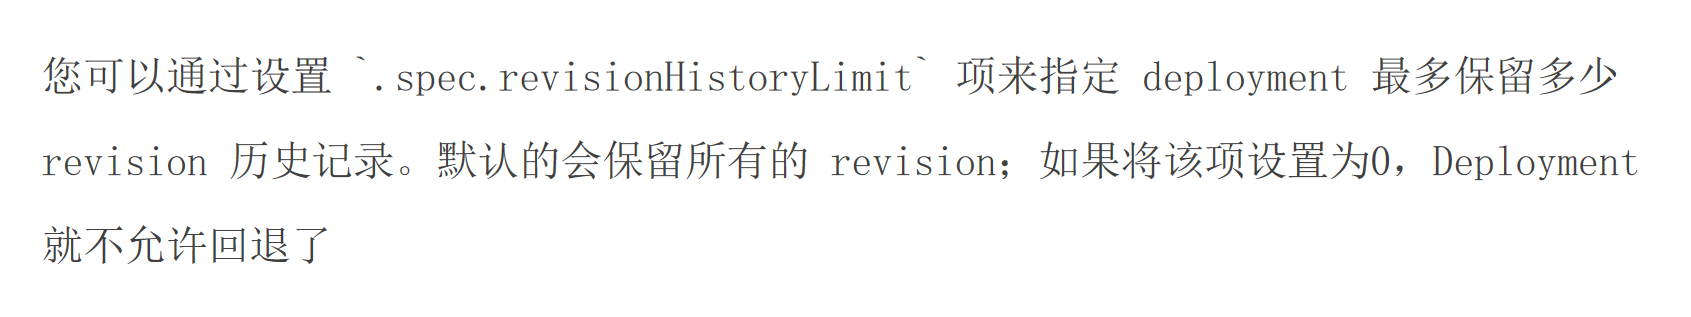 您可以通过设置 `.spec.revisionHistoryLimit` 项来指定 deployment 最多保留多少
revision 历史记录。默认的会保留所有的 revision；如果将该项设置为0，Deployment
就不允许回退了